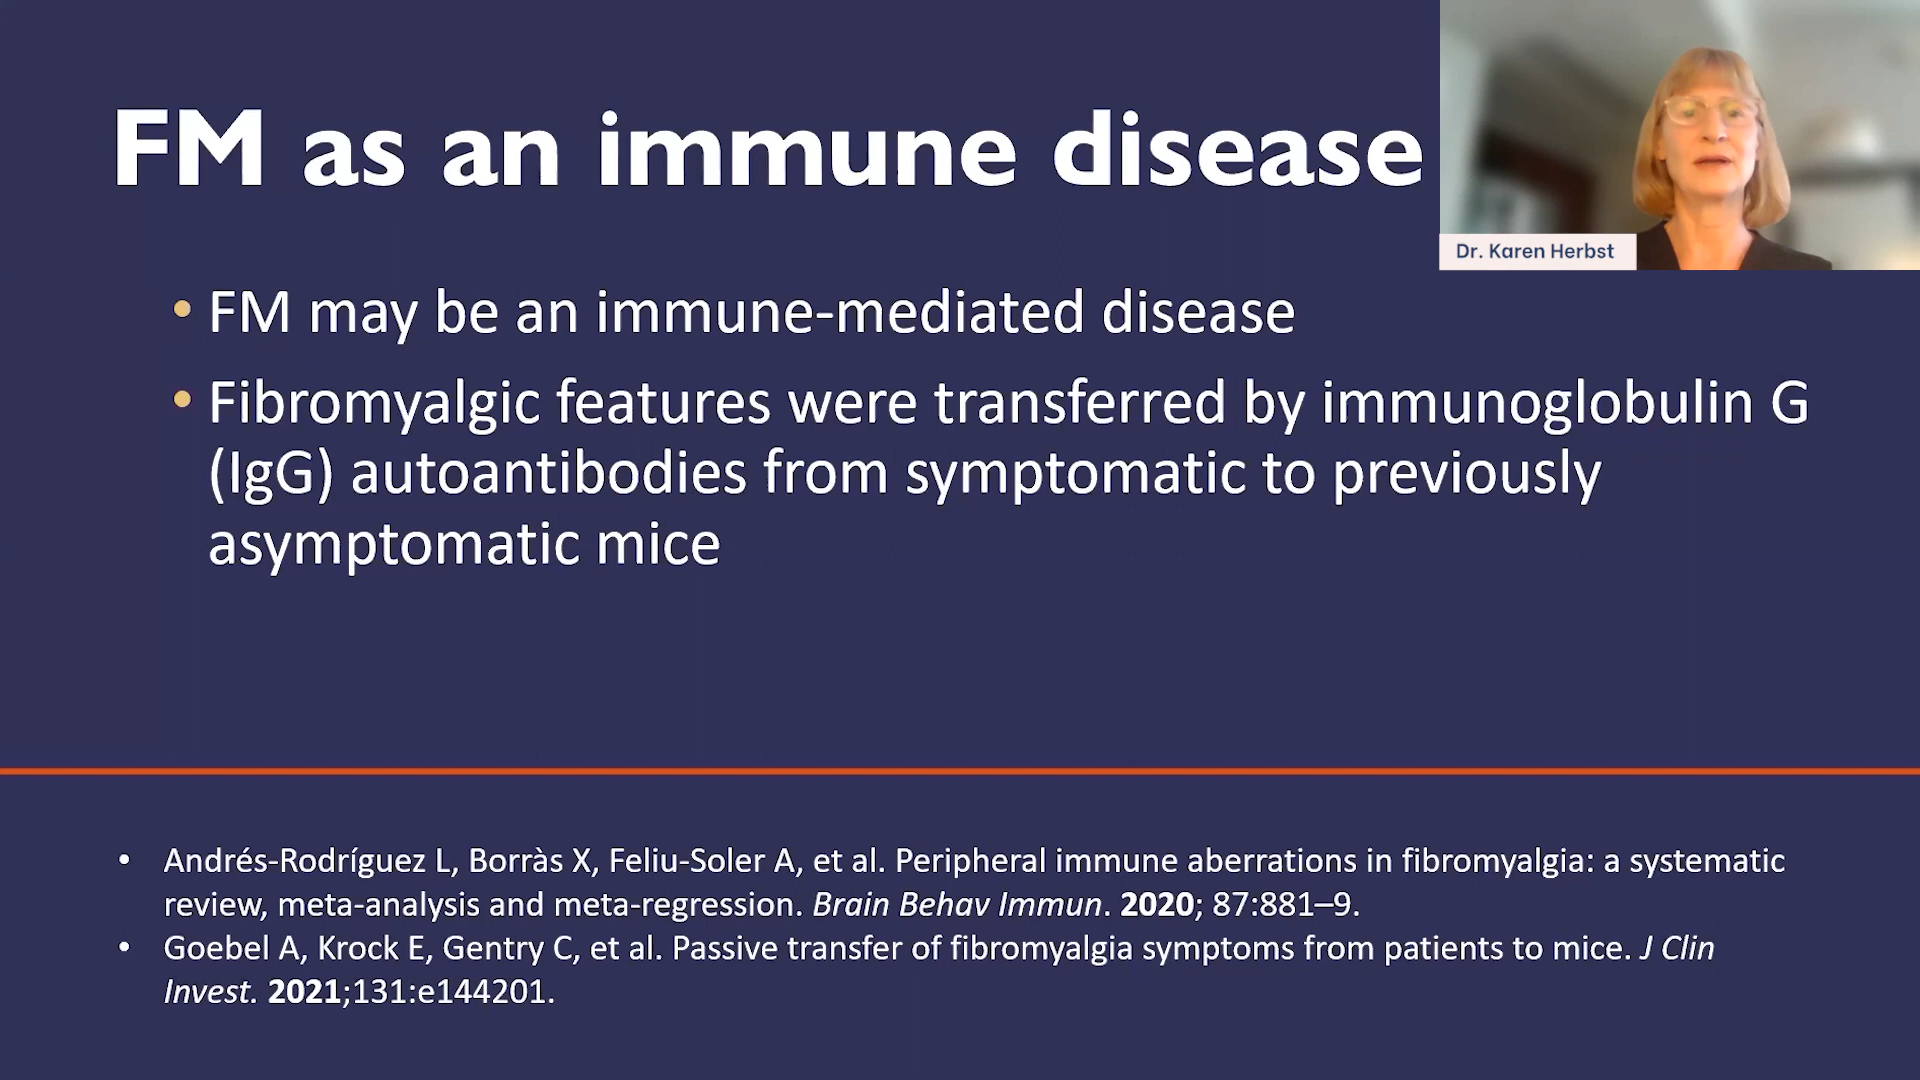 FM as an immune disease
Dr. Karen Herbst
• FM may be an immune-mediated disease
• Fibromyalgic features were transferred by immunoglobulin G
(IgG) autoantibodies from symptomatic to previously
asymptomatic mice
• Andrés-Rodríguez L, Borràs X, Feliu-Soler A, et al. Peripheral immune aberrations in fibromyalgia: a systematic
review, meta-analysis and meta-regression. Brain Behav Immun. 2020; 87:881–9.
• Goebel A, Krock E, Gentry C, et al. Passive transfer of fibromyalgia symptoms from patients to mice. J Clin
Invest. 2021;131:e144201.